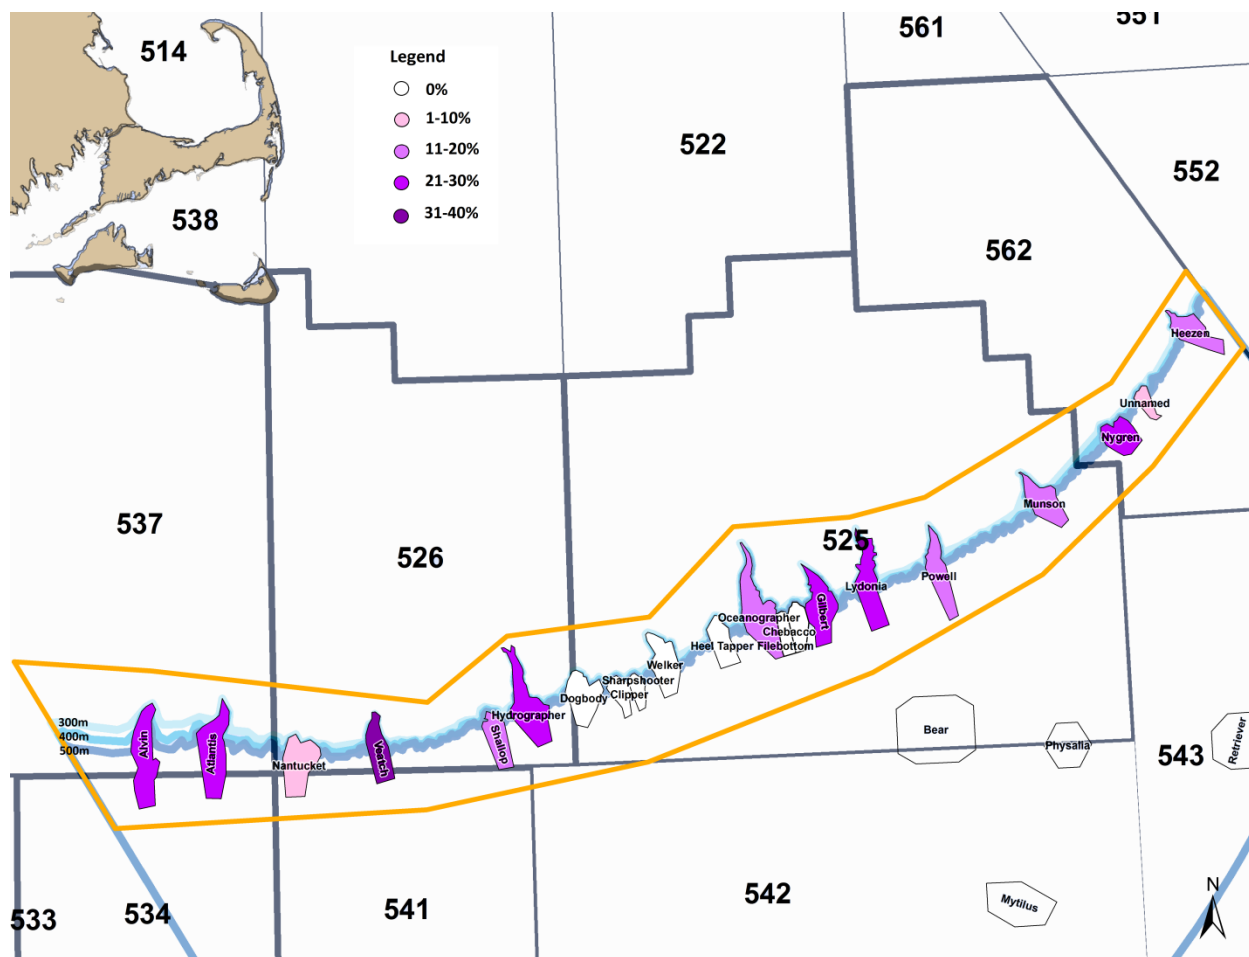 561
551
514
Legend
0%
1-10%
11-20%
21-30%
31-40%
522
552
538
562
Heezen
Unnamed
Nygren
Munson
537
526
525
Powell
Lydonia
Gilbert
Oceanographer
Chebacco
Heel Tapper
Filebottom
Welker
Sharpshooter
Clipper
Dogbody
Hydrographer
Shallop
Veatch
Nantucket
Atlantis
Alvin
300m
400m
500m
Bear
Physalia
Retriever
543
533
534
541
542
Mytilus
N